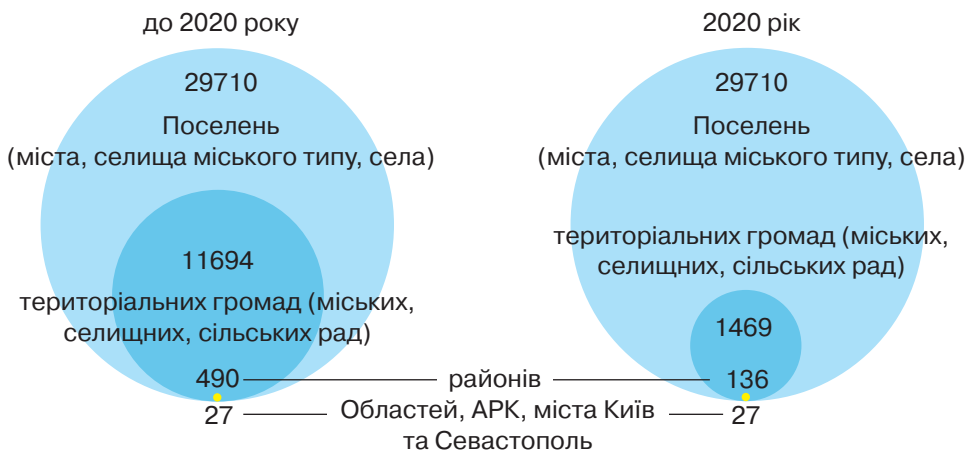 до 2020 року
29710
Поселень
(міста, селища міського типу, села)
11694
територіальних громад (міських,
селищних, сільських рад)
490
27
2020 рік
29710
Поселень
(міста, селища міського типу, села)
територіальних громад (міських,
селищних, сільських рад)
1469
136
27
районів
Областей, АРК, міста Київ
та Севастополь